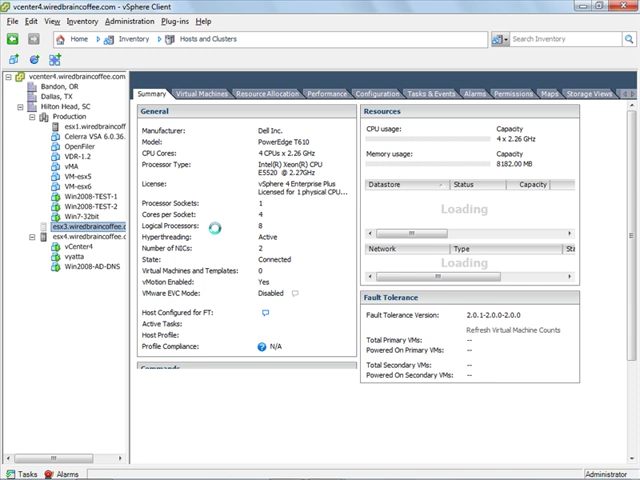 vcenter4.wiredbraincoffee.com - vSphere Client
File Edit View Inventory Administration Plug-ins Help
Home Inventory Hosts and Clusters Search Inventory
vcenter4.wiredbraincoffee.com
Bandon, OR
Dallas, TX
Hilton Head, SC
Production
esx1.wiredbraincoff
Celerra VSA 6.0.36.
OpenFiler
VDR-1.2
vMA
VM-esx5
VM-esx6
Win2008-TEST-1
Win2008-TEST-2
Win7-32bit
esx3.wiredbraincoffee.c
esx4.wiredbraincoffee.c
vCenter4
vyatta
Win2008-AD-DNS
Summary Virtual Machines Resource Allocation Performance Configuration Tasks & Events Alarms Permissions Maps Storage Views
General
Manufacturer: Dell Inc.
Model: PowerEdge T610
CPU Cores: 4 CPUs x 2.26 GHz
Processor Type: Intel(R) Xeon(R) CPU
E5520 @ 2.27GHz
License: vSphere 4 Enterprise Plus
Licensed for 1 physical CPU...
Processor Sockets: 1
Cores per Socket: 4
Logical Processors: 8
Hyperthreading: Active
Number of NICs: 2
State: Connected
Virtual Machines and Templates: 0
vMotion Enabled: Yes
VMware EVC Mode: Disabled
Host Configured for FT:
Active Tasks:
Host Profile:
Profile Compliance: N/A
Commands
Resources
CPU usage: Capacity
4 x 2.26 GHz
Memory usage: Capacity
8182.00 MB
Datastore Status Capacity
Loading
Network Type Sta
Loading
Fault Tolerance
Fault Tolerance Version: 2.0.1-2.0.0-2.0.0
Refresh Virtual Machine Counts
Total Primary VMs: --
Powered On Primary VMs: --
Total Secondary VMs: --
Powered On Secondary VMs: --
Tasks Alarms Administrator